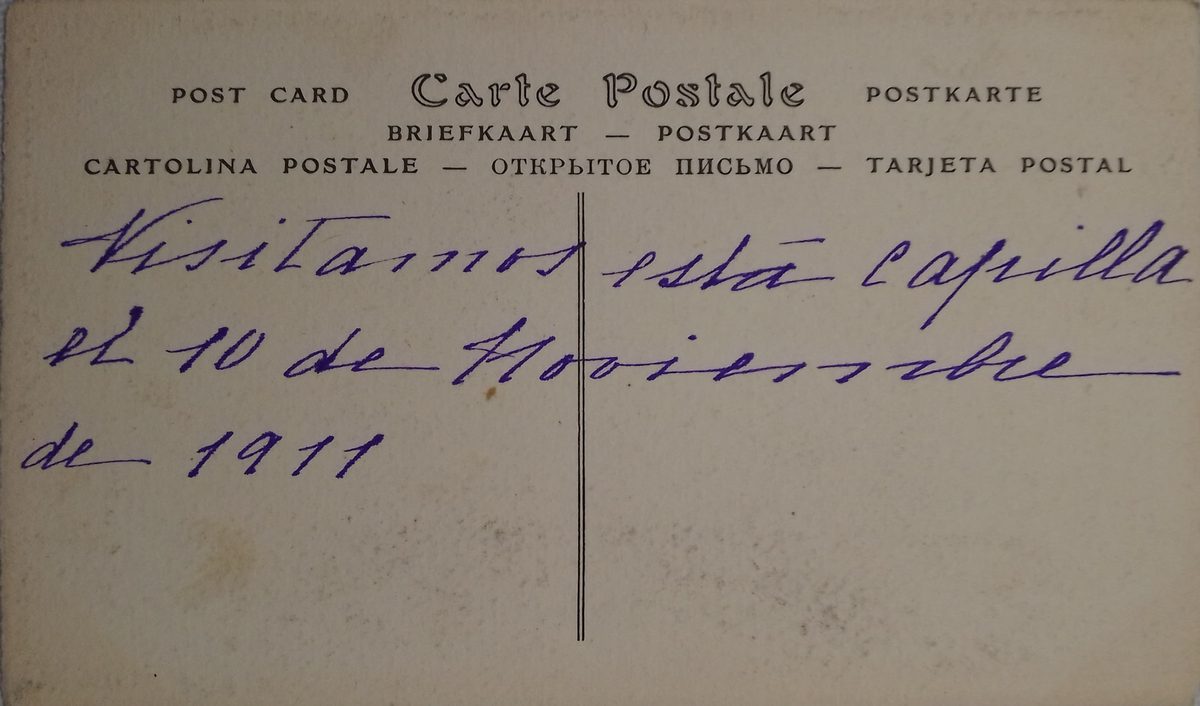 POST CARD Carte Postale POSTKARTE
BRIEFKAART — POSTKAART
CARTOLINA POSTALE — ОТКРЫТОЕ ПИСЬМО — TARJETA POSTAL
Visitamos está capilla
el 10 de Noviembre
de 1911